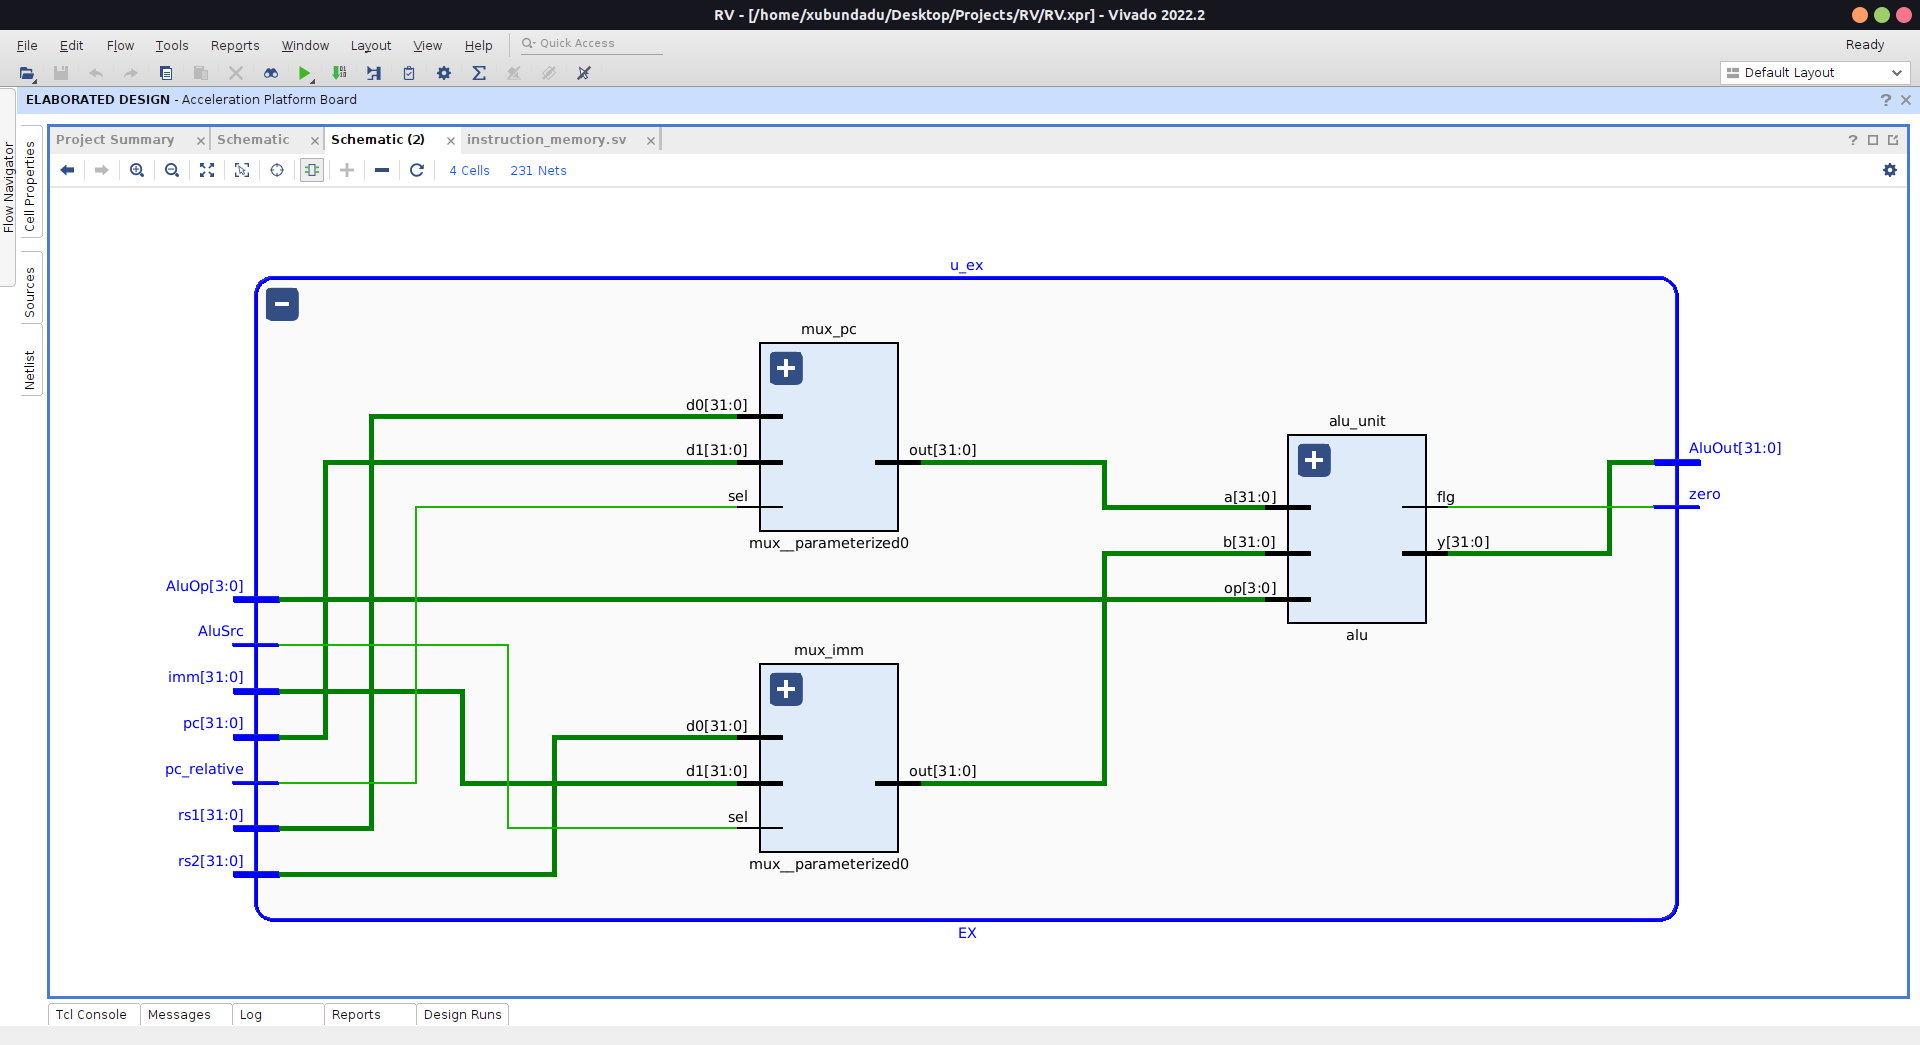 RV - [/home/xubundadu/Desktop/Projects/RV/RV.xpr] - Vivado 2022.2
File Edit Flow Tools Reports Window Layout View Help Quick Access Ready
Default Layout
ELABORATED DESIGN - Acceleration Platform Board
Flow Navigator
Cell Properties
Sources
Netlist
Project Summary Schematic Schematic (2) instruction_memory.sv
4 Cells 231 Nets
u_ex
mux_pc
d0[31:0]
d1[31:0] out[31:0]
sel
mux__parameterized0
alu_unit
a[31:0] flg
b[31:0] y[31:0]
op[3:0]
alu
AluOut[31:0]
zero
AluOp[3:0]
AluSrc
imm[31:0]
pc[31:0]
pc_relative
rs1[31:0]
rs2[31:0]
mux_imm
d0[31:0]
d1[31:0] out[31:0]
sel
mux__parameterized0
EX
Tcl Console Messages Log Reports Design Runs